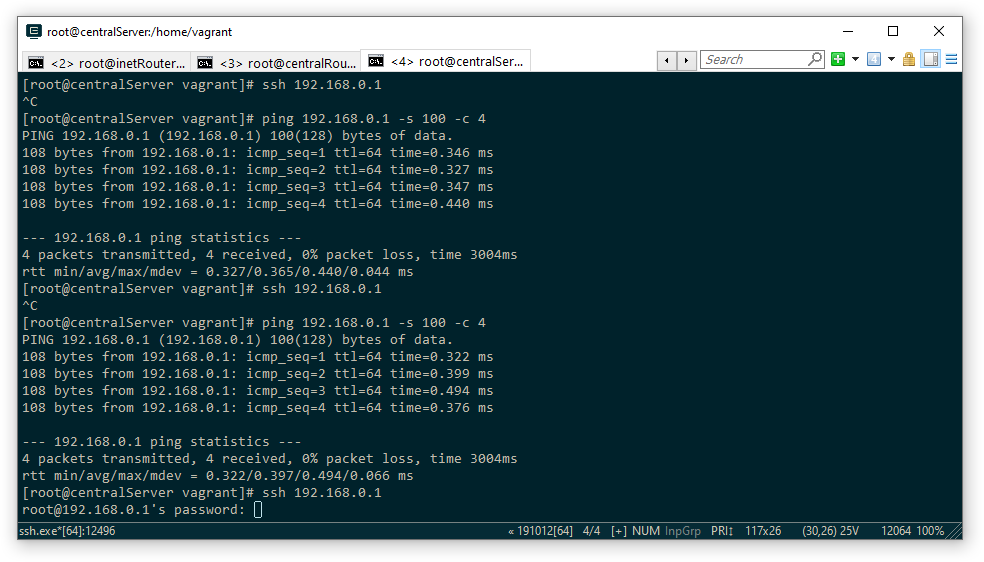 root@centralServer:/home/vagrant
<2> root@inetRouter... <3> root@centralRou... <4> root@centralSer... Search
[root@centralServer vagrant]# ssh 192.168.0.1
^C
[root@centralServer vagrant]# ping 192.168.0.1 -s 100 -c 4
PING 192.168.0.1 (192.168.0.1) 100(128) bytes of data.
108 bytes from 192.168.0.1: icmp_seq=1 ttl=64 time=0.346 ms
108 bytes from 192.168.0.1: icmp_seq=2 ttl=64 time=0.327 ms
108 bytes from 192.168.0.1: icmp_seq=3 ttl=64 time=0.347 ms
108 bytes from 192.168.0.1: icmp_seq=4 ttl=64 time=0.440 ms
--- 192.168.0.1 ping statistics ---
4 packets transmitted, 4 received, 0% packet loss, time 3004ms
rtt min/avg/max/mdev = 0.327/0.365/0.440/0.044 ms
[root@centralServer vagrant]# ssh 192.168.0.1
^C
[root@centralServer vagrant]# ping 192.168.0.1 -s 100 -c 4
PING 192.168.0.1 (192.168.0.1) 100(128) bytes of data.
108 bytes from 192.168.0.1: icmp_seq=1 ttl=64 time=0.322 ms
108 bytes from 192.168.0.1: icmp_seq=2 ttl=64 time=0.399 ms
108 bytes from 192.168.0.1: icmp_seq=3 ttl=64 time=0.494 ms
108 bytes from 192.168.0.1: icmp_seq=4 ttl=64 time=0.376 ms
--- 192.168.0.1 ping statistics ---
4 packets transmitted, 4 received, 0% packet loss, time 3004ms
rtt min/avg/max/mdev = 0.322/0.397/0.494/0.066 ms
[root@centralServer vagrant]# ssh 192.168.0.1
root@192.168.0.1's password:
ssh.exe*[64]:12496 « 191012[64] 4/4 [+] NUM InpGrp PRI↕ 117x26 (30,26) 25V 12064 100%